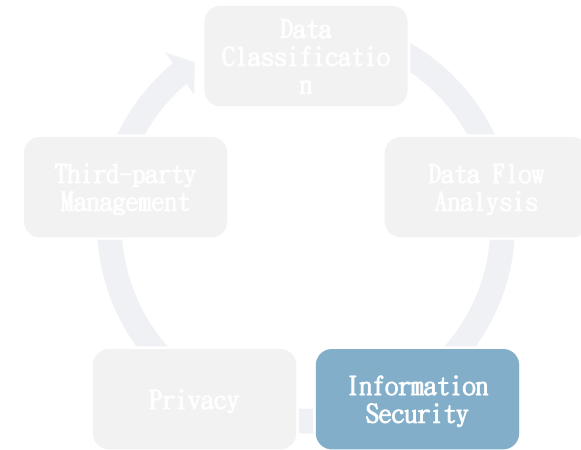 Data
Classificatio
n
Data Flow
Analysis
Information
Security
Privacy
Third-party
Management